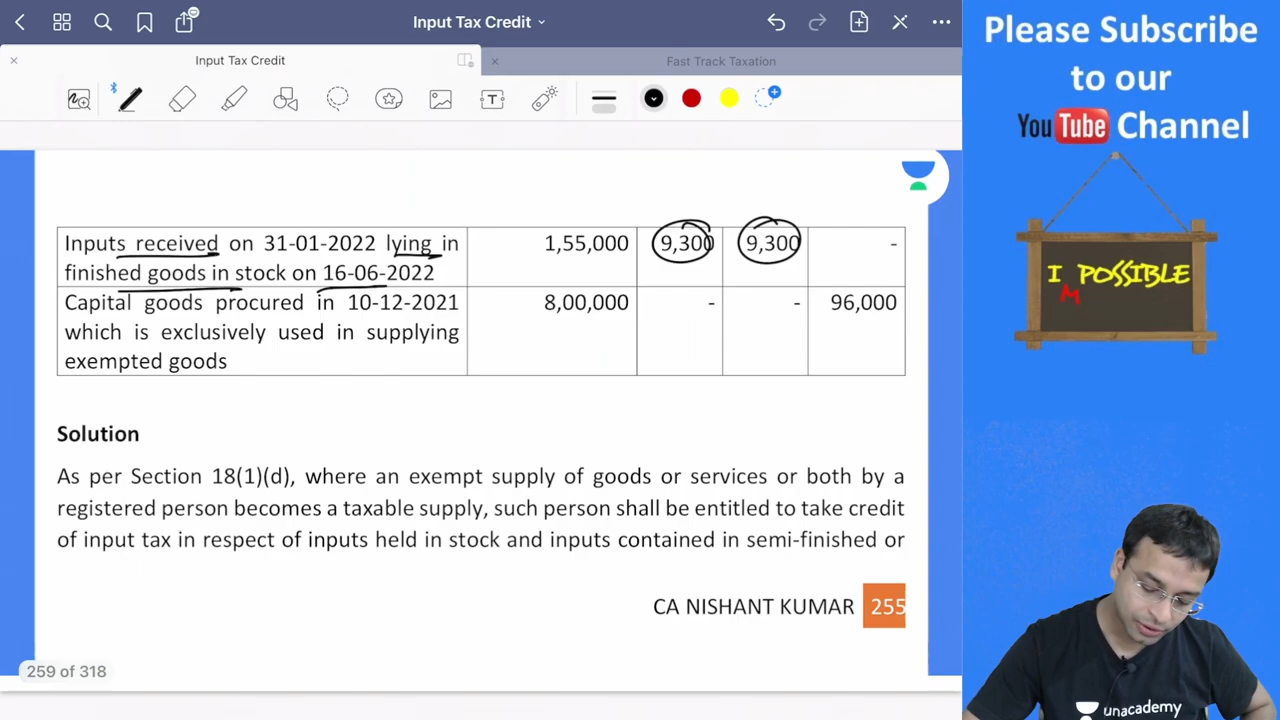 Input Tax Credit
Input Tax Credit
Fast Track Taxation
Inputs received on 31-01-2022 lying in finished goods in stock on 16-06-2022 1,55,000 9,300 9,300 -
Capital goods procured in 10-12-2021 which is exclusively used in supplying exempted goods 8,00,000 - - 96,000
Solution
As per Section 18(1)(d), where an exempt supply of goods or services or both by a
registered person becomes a taxable supply, such person shall be entitled to take credit
of input tax in respect of inputs held in stock and inputs contained in semi-finished or
CA NISHANT KUMAR 255
259 of 318
Please Subscribe
to our
YouTube Channel
I POSSIBLE
M
unacademy